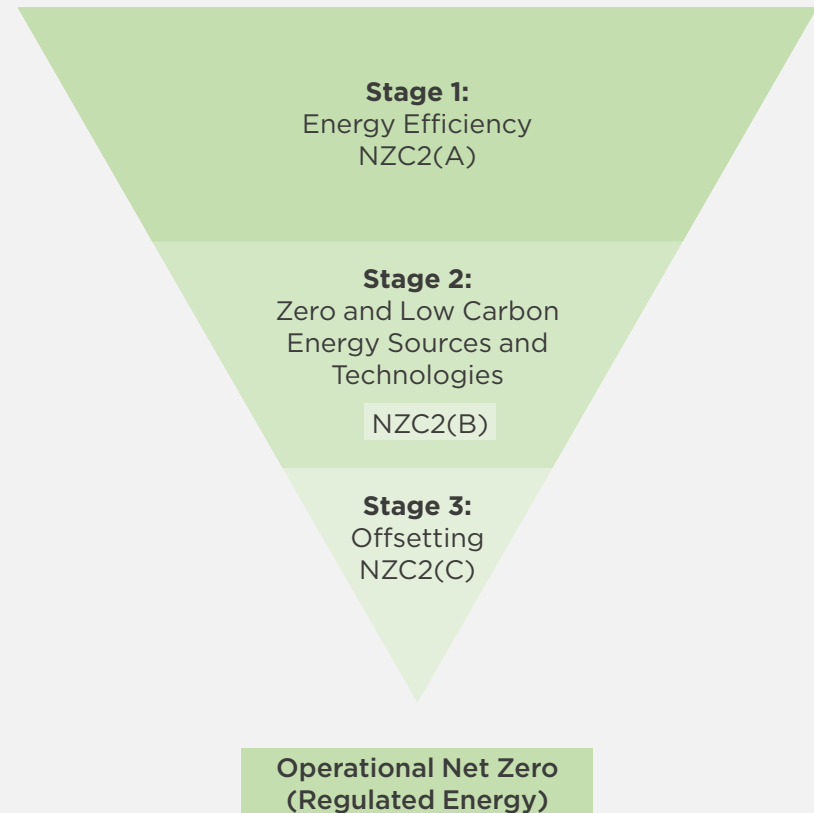 Stage 1:
Energy Efficiency
NZC2(A)
Stage 2:
Zero and Low Carbon
Energy Sources and
Technologies
NZC2(B)
Stage 3:
Offsetting
NZC2(C)
Operational Net Zero
(Regulated Energy)